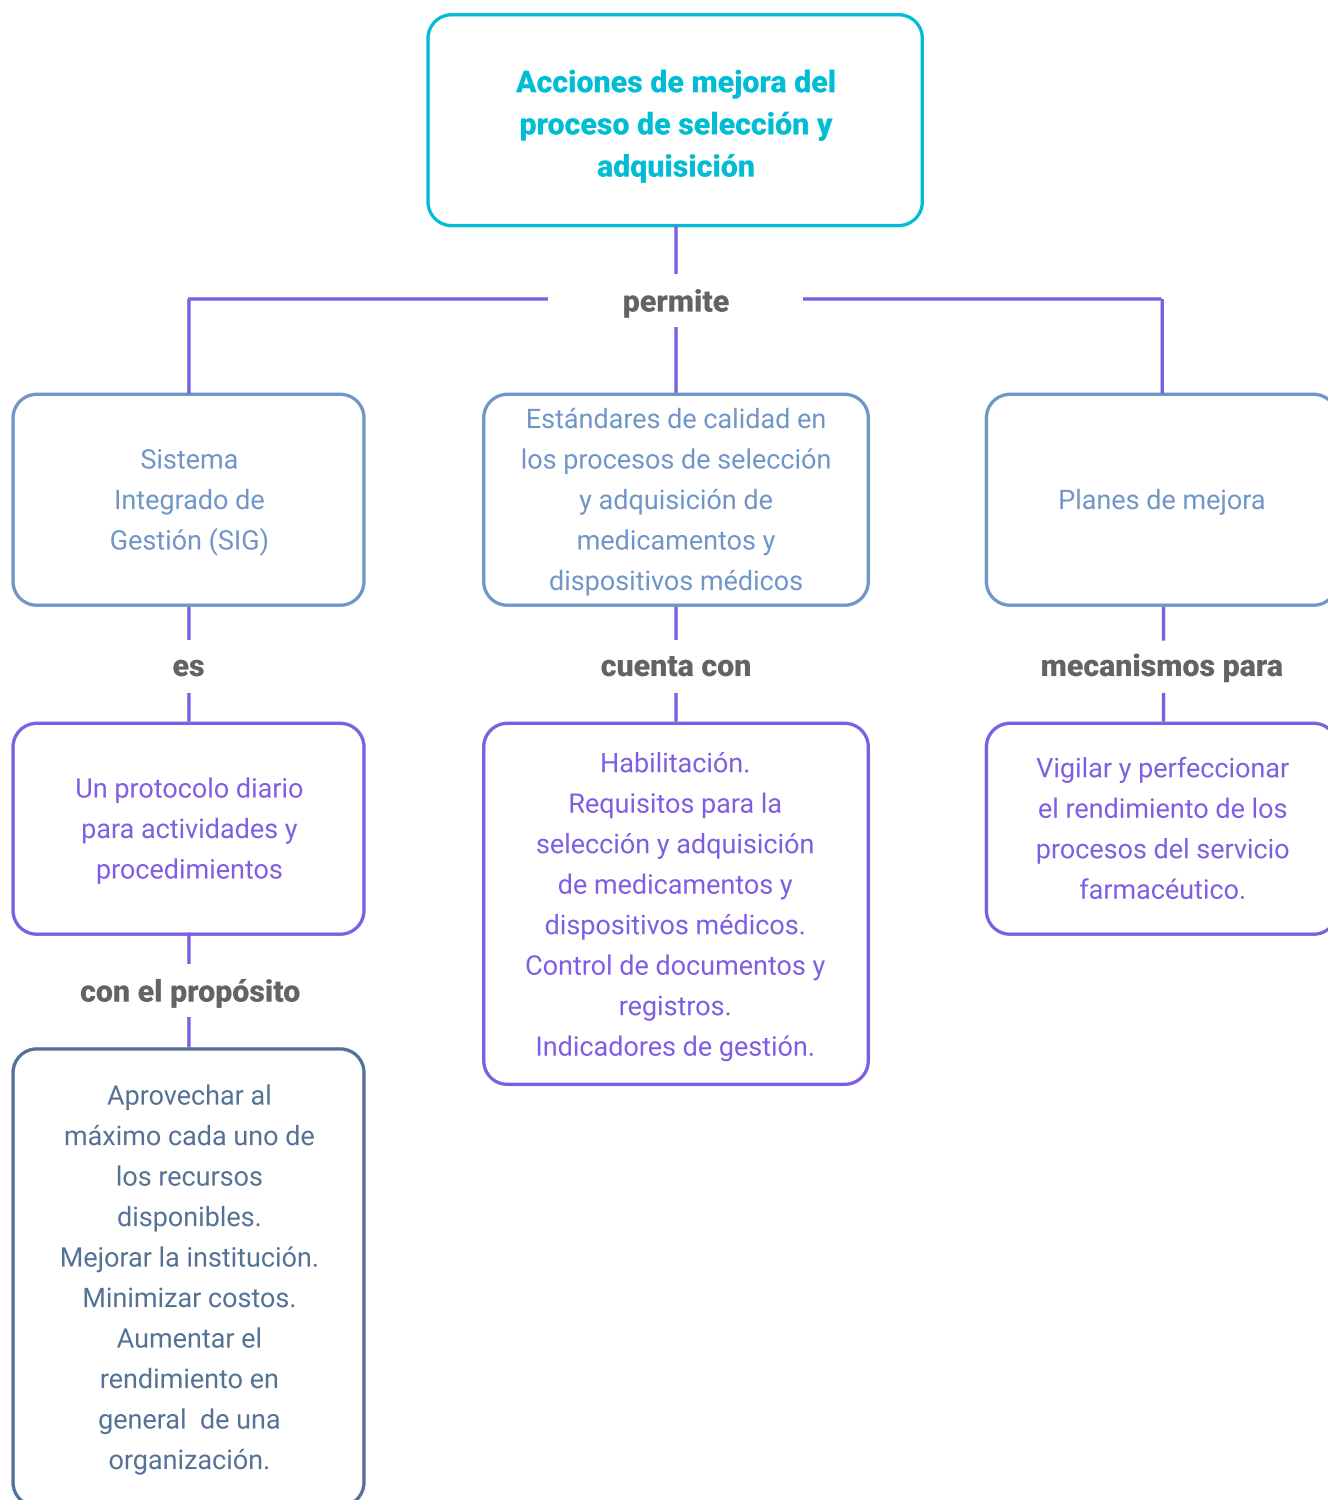 Acciones de mejora del
proceso de selección y
adquisición
permite
Sistema
Integrado de
Gestión (SIG)
Estándares de calidad en
los procesos de selección
y adquisición de
medicamentos y
dispositivos médicos
Planes de mejora
es
cuenta con
mecanismos para
Un protocolo diario
para actividades y
procedimientos
Habilitación.
Requisitos para la
selección y adquisición
de medicamentos y
dispositivos médicos.
Control de documentos y
registros.
Indicadores de gestión.
Vigilar y perfeccionar
el rendimiento de los
procesos del servicio
farmacéutico.
con el propósito
Aprovechar al
máximo cada uno de
los recursos
disponibles.
Mejorar la institución.
Minimizar costos.
Aumentar el
rendimiento en
general  de una
organización.